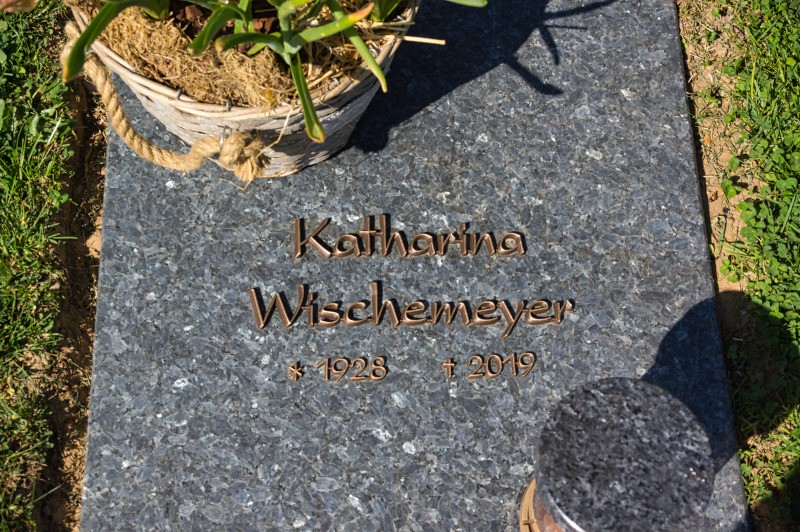 Katharina
Wischemeyer
* 1928 † 2019